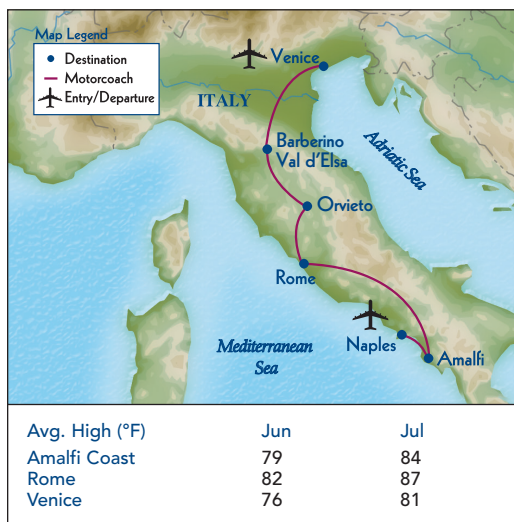 Map Legend
Destination
Motorcoach
Entry/Departure
Venice
ITALY
Barberino
Val d'Elsa
Adriatic Sea
Orvieto
Rome
Naples
Mediterranean
Sea
Amalfi
Avg. High (°F) Jun Jul
Amalfi Coast 79 84
Rome 82 87
Venice 76 81